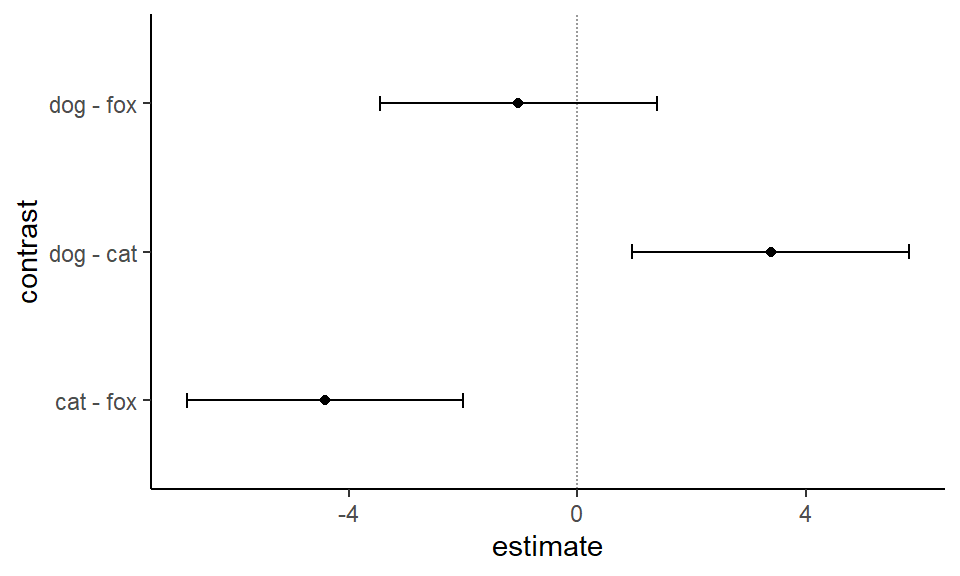 dog - fox
dog - cat
cat - fox
contrast
-4 0 4
estimate